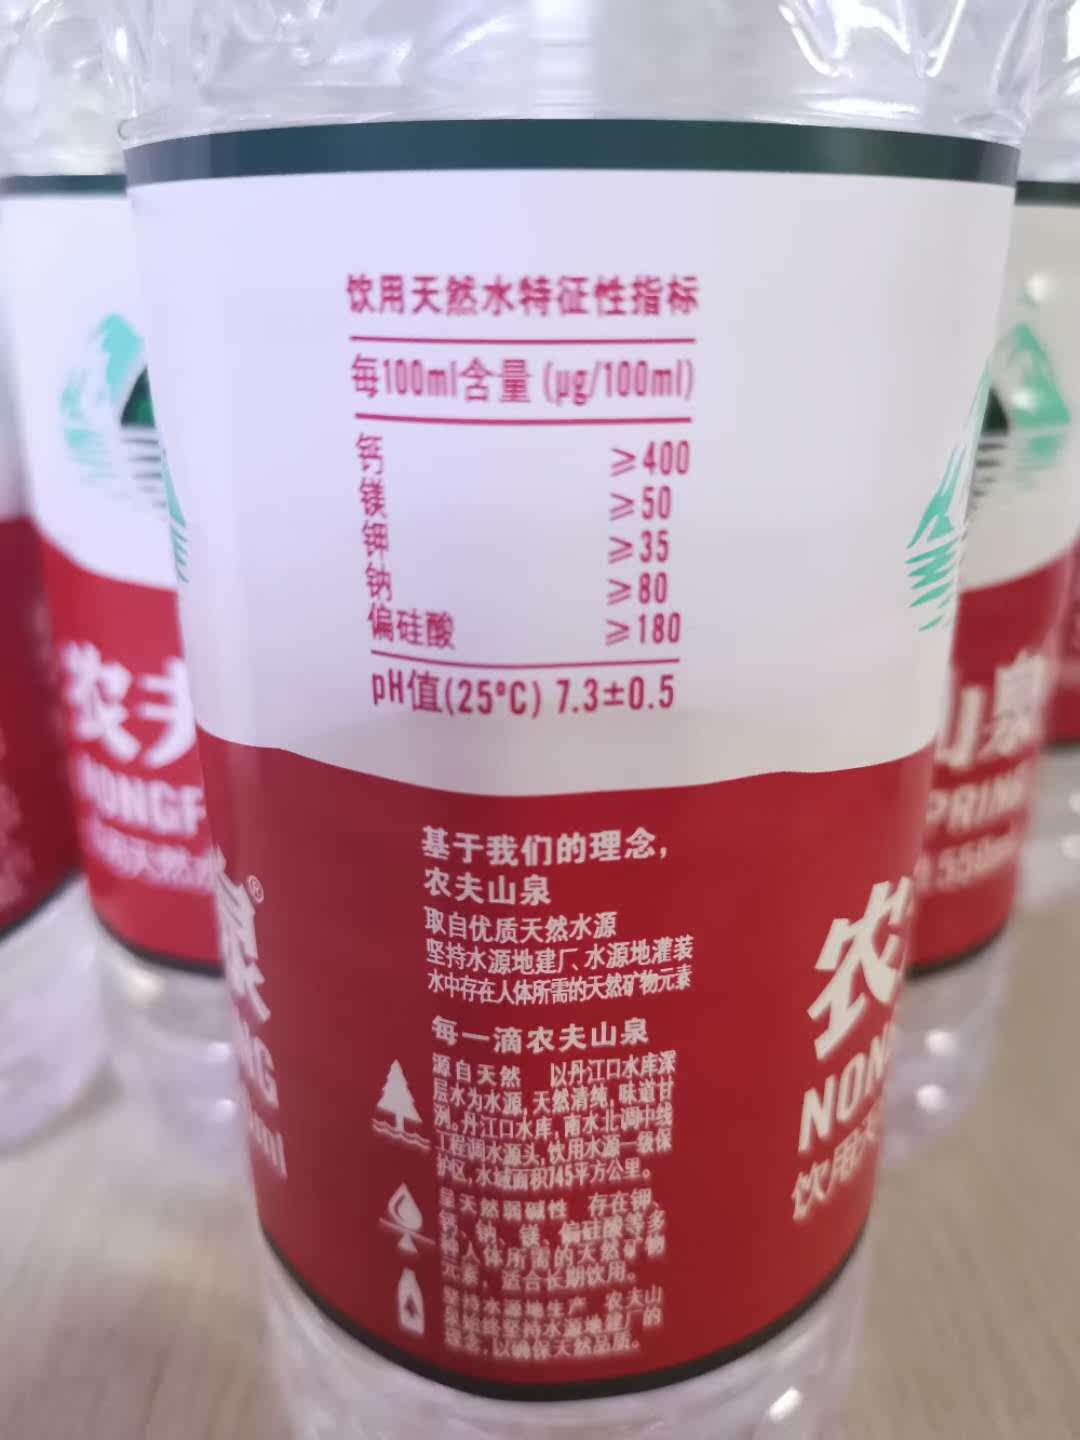 饮用天然水特征性指标
每100ml含量 (μg/100ml)
钙 ≥400
镁 ≥50
钾 ≥35
钠 ≥80
偏硅酸 ≥180
pH值(25°C) 7.3±0.5
基于我们的理念，
农夫山泉
取自优质天然水源
坚持水源地建厂、水源地灌装
水中存在人体所需的天然矿物元素
每一滴农夫山泉
源自天然 以丹江口水库深
层水为水源,天然清纯,味道甘
冽。丹江口水库,南水北调中线
工程调水源头,饮用水源一级保
护区,水域面积745平方公里。
呈天然弱碱性 存在钾、
钙、钠、镁、偏硅酸等多
种人体所需的天然矿物
元素，适合长期饮用。
坚持水源地生产 农夫山
泉始终坚持水源地建厂的
理念,以确保天然品质。
农夫
NONGF
天然水
泉®
NG
ml
山泉
PRING
550ml
农
NON
饮用天